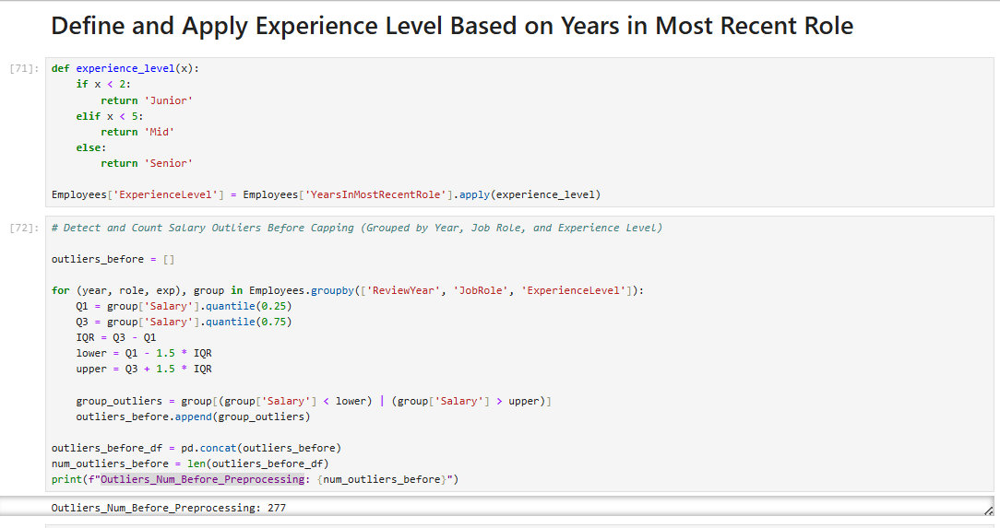 Define and Apply Experience Level Based on Years in Most Recent Role
[71]: def experience_level(x):
    if x < 2:
        return 'Junior'
    elif x < 5:
        return 'Mid'
    else:
        return 'Senior'
Employees['ExperienceLevel'] = Employees['YearsInMostRecentRole'].apply(experience_level)
[72]: # Detect and Count Salary Outliers Before Capping (Grouped by Year, Job Role, and Experience Level)
outliers_before = []
for (year, role, exp), group in Employees.groupby(['ReviewYear', 'JobRole', 'ExperienceLevel']):
    Q1 = group['Salary'].quantile(0.25)
    Q3 = group['Salary'].quantile(0.75)
    IQR = Q3 - Q1
    lower = Q1 - 1.5 * IQR
    upper = Q3 + 1.5 * IQR
    group_outliers = group[(group['Salary'] < lower) | (group['Salary'] > upper)]
    outliers_before.append(group_outliers)
outliers_before_df = pd.concat(outliers_before)
num_outliers_before = len(outliers_before_df)
print(f"Outliers_Num_Before_Preprocessing: {num_outliers_before}")
Outliers_Num_Before_Preprocessing: 277